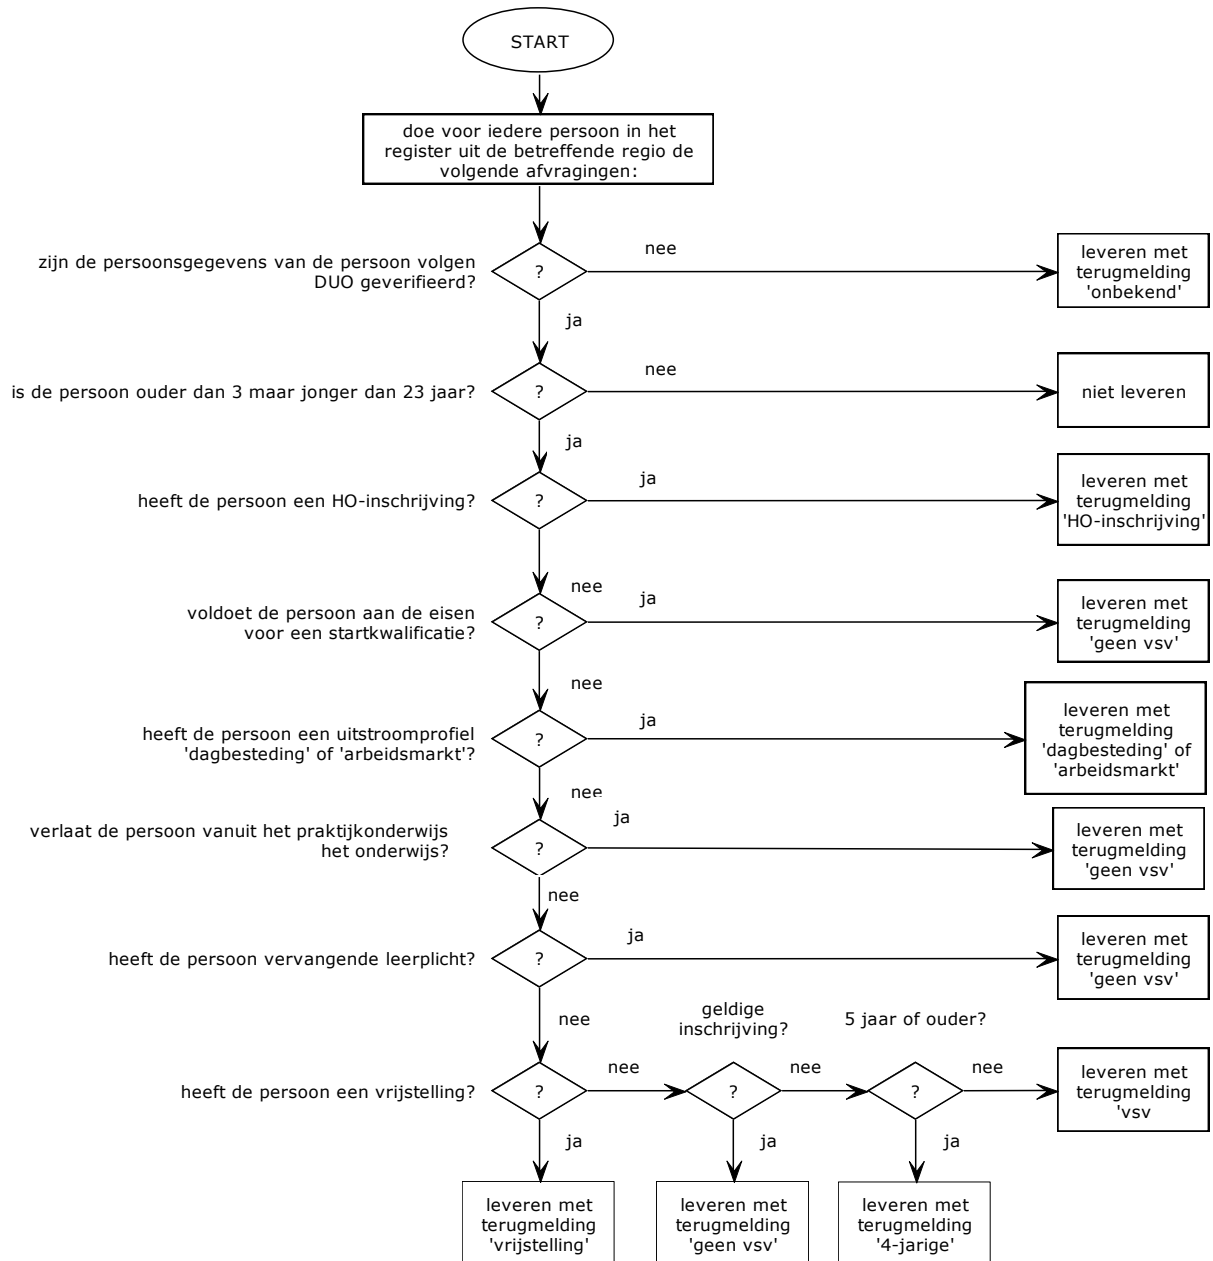 START
doe voor iedere persoon in het
register uit de betreffende regio de
volgende afvragingen:
zijn de persoonsgegevens van de persoon volgen
DUO geverifieerd?
?
nee
leveren met
terugmelding
'onbekend'
ja
is de persoon ouder dan 3 maar jonger dan 23 jaar?
?
nee
niet leveren
ja
heeft de persoon een HO-inschrijving?
?
ja
leveren met
terugmelding
'HO-inschrijving'
nee
voldoet de persoon aan de eisen
voor een startkwalificatie?
?
ja
leveren met
terugmelding
'geen vsv'
nee
heeft de persoon een uitstroomprofiel
'dagbesteding' of 'arbeidsmarkt'?
?
ja
leveren met
terugmelding
'dagbesteding' of
'arbeidsmarkt'
nee
verlaat de persoon vanuit het praktijkonderwijs
het onderwijs?
?
ja
leveren met
terugmelding
'geen vsv'
nee
heeft de persoon vervangende leerplicht?
?
ja
leveren met
terugmelding
'geen vsv'
nee
geldige
inschrijving?
5 jaar of ouder?
heeft de persoon een vrijstelling?
?
nee
?
nee
?
nee
leveren met
terugmelding
'vsv
ja
ja
ja
leveren met
terugmelding
'vrijstelling'
leveren met
terugmelding
'geen vsv'
leveren met
terugmelding
'4-jarige'